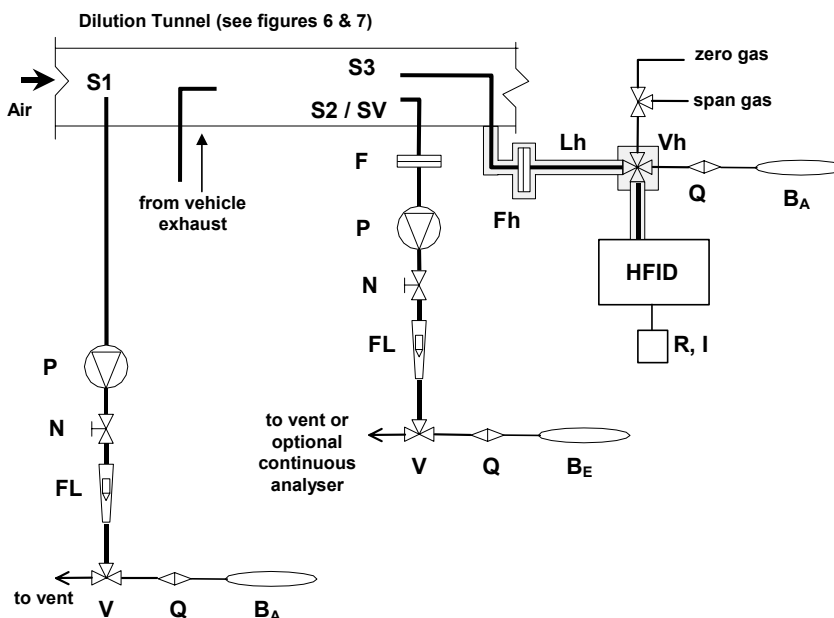 Dilution Tunnel (see figures 6 & 7)
zero gas
S3
S1
Air
span gas
S2 / SV
Lh
Vh
F
from vehicle
exhaust
Q
BA
Fh
P
HFID
N
R, I
FL
P
to vent or
optional
continuous
analyser
N
V
Q
BE
FL
to vent
V
Q
BA